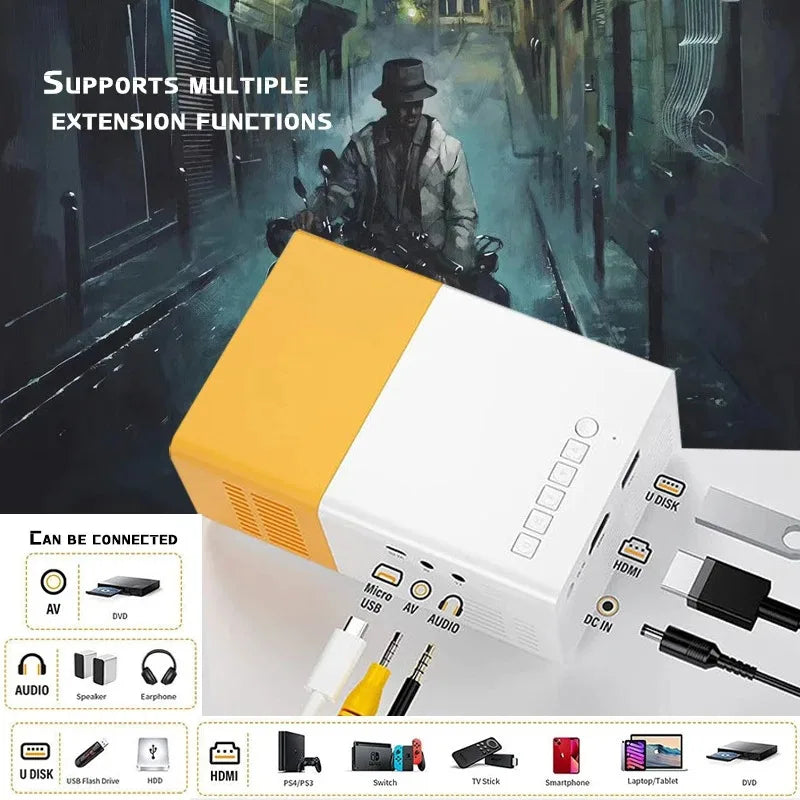 Supports multiple
extension functions
U DISK
HDMI
DC IN
Micro
USB
AV
AUDIO
Can be connected
AV
DVD
AUDIO
Speaker
Earphone
U DISK
USB Flash Drive
HDD
HDMI
PS4/PS3
Switch
TV Stick
Smartphone
Laptop/Tablet
DVD